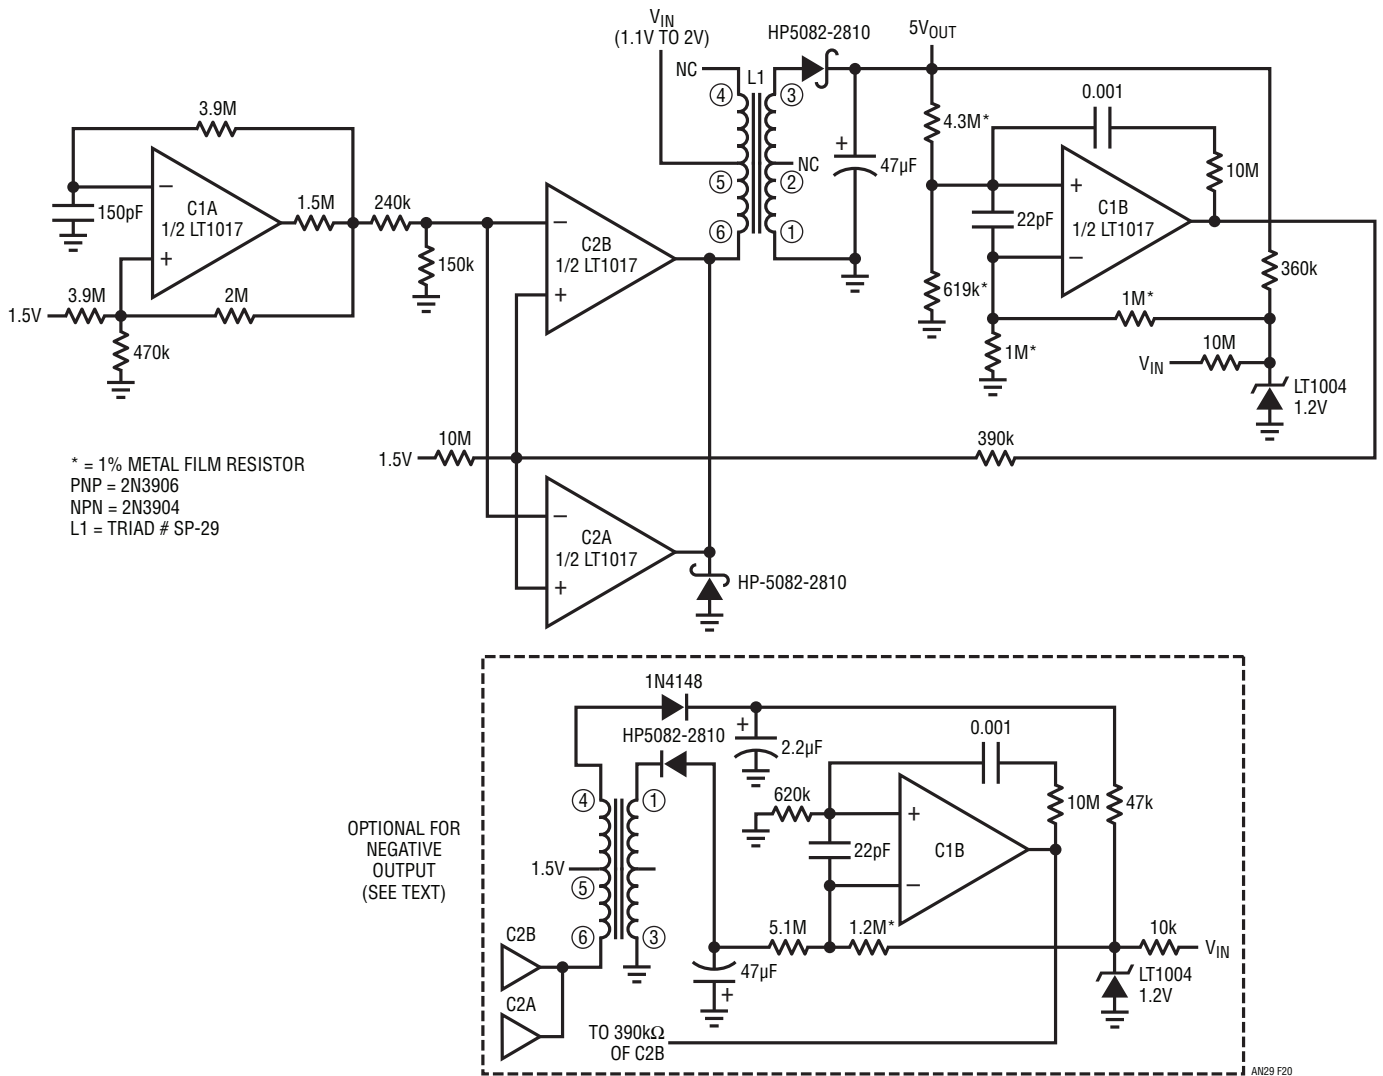 V_IN
(1.1V TO 2V)
HP5082-2810
5V_OUT
NC
L1
4
3
3.9M
0.001
4.3M*
+
NC
47µF
10M
−
150pF
C1A
1/2 LT1017
1.5M
240k
5
2
+
C1B
1/2 LT1017
22pF
−
−
C2B
1/2 LT1017
6
1
+
150k
+
360k
3.9M
2M
619k*
1M*
1.5V
470k
1M*
10M
V_IN
LT1004
1.2V
10M
390k
1.5V
* = 1% METAL FILM RESISTOR
PNP = 2N3906
NPN = 2N3904
L1 = TRIAD # SP-29
−
C2A
1/2 LT1017
+
HP-5082-2810
1N4148
HP5082-2810
+
2.2µF
0.001
4
1
620k
10M
47k
+
OPTIONAL FOR
NEGATIVE
OUTPUT
(SEE TEXT)
22pF
C1B
1.5V
5
−
6
3
5.1M
1.2M*
10k
C2B
V_IN
47µF
+
LT1004
1.2V
C2A
TO 390kΩ
OF C2B
AN29 F20